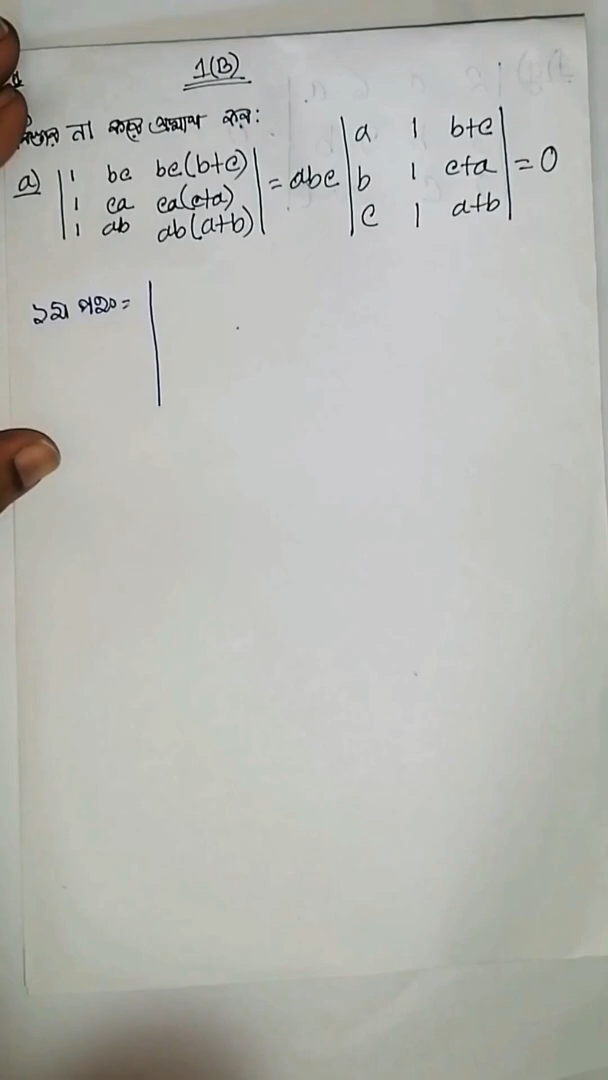 1(B)
বিস্তার না করে প্রমাণ কর:
a) | 1 bc bc(b+c) | = abc | a 1 b+c | = 0
| 1 ca ca(c+a) | | b 1 c+a |
| 1 ab ab(a+b) | | c 1 a+b |
১ম পক্ষ = |